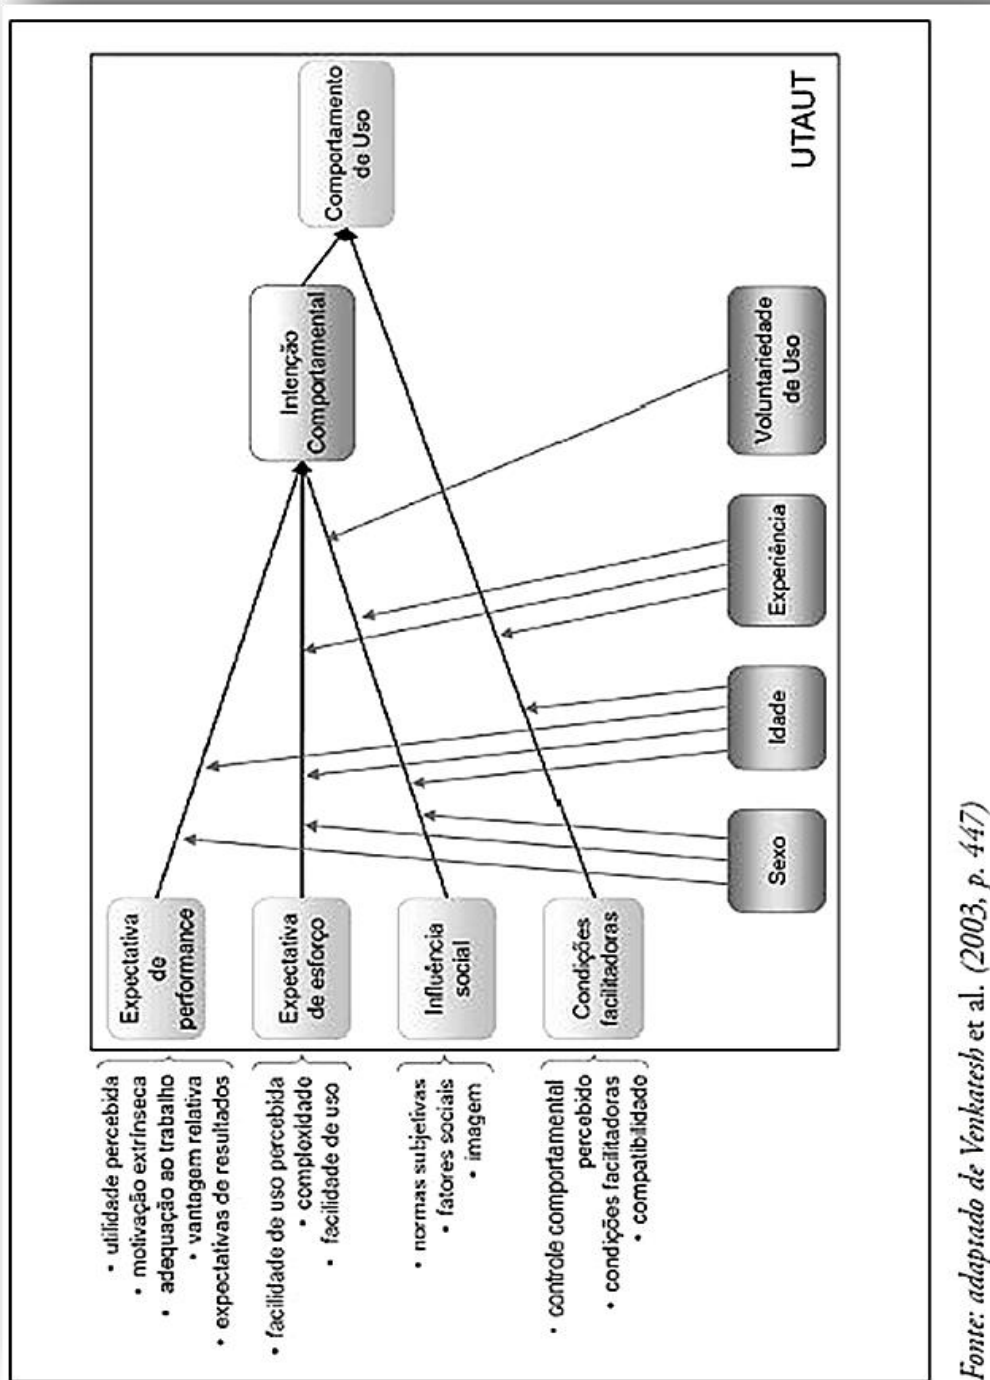 • utilidade percebida
• motivação extrínseca
• adequação ao trabalho
• vantagem relativa
• expectativas de resultados
Expectativa
de
performance
• facilidade de uso percebida
• complexidade
• facilidade de uso
Expectativa
de esforço
• normas subjetivas
• fatores sociais
• imagem
Influência
social
• controle comportamental
percebido
• condições facilitadoras
• compatibilidade
Condições
facilitadoras
Intenção
Comportamental
Comportamento
de Uso
Sexo
Idade
Experiência
Voluntariedade
de Uso
UTAUT
Fonte: adaptado de Venkatesh et al. (2003, p. 447)